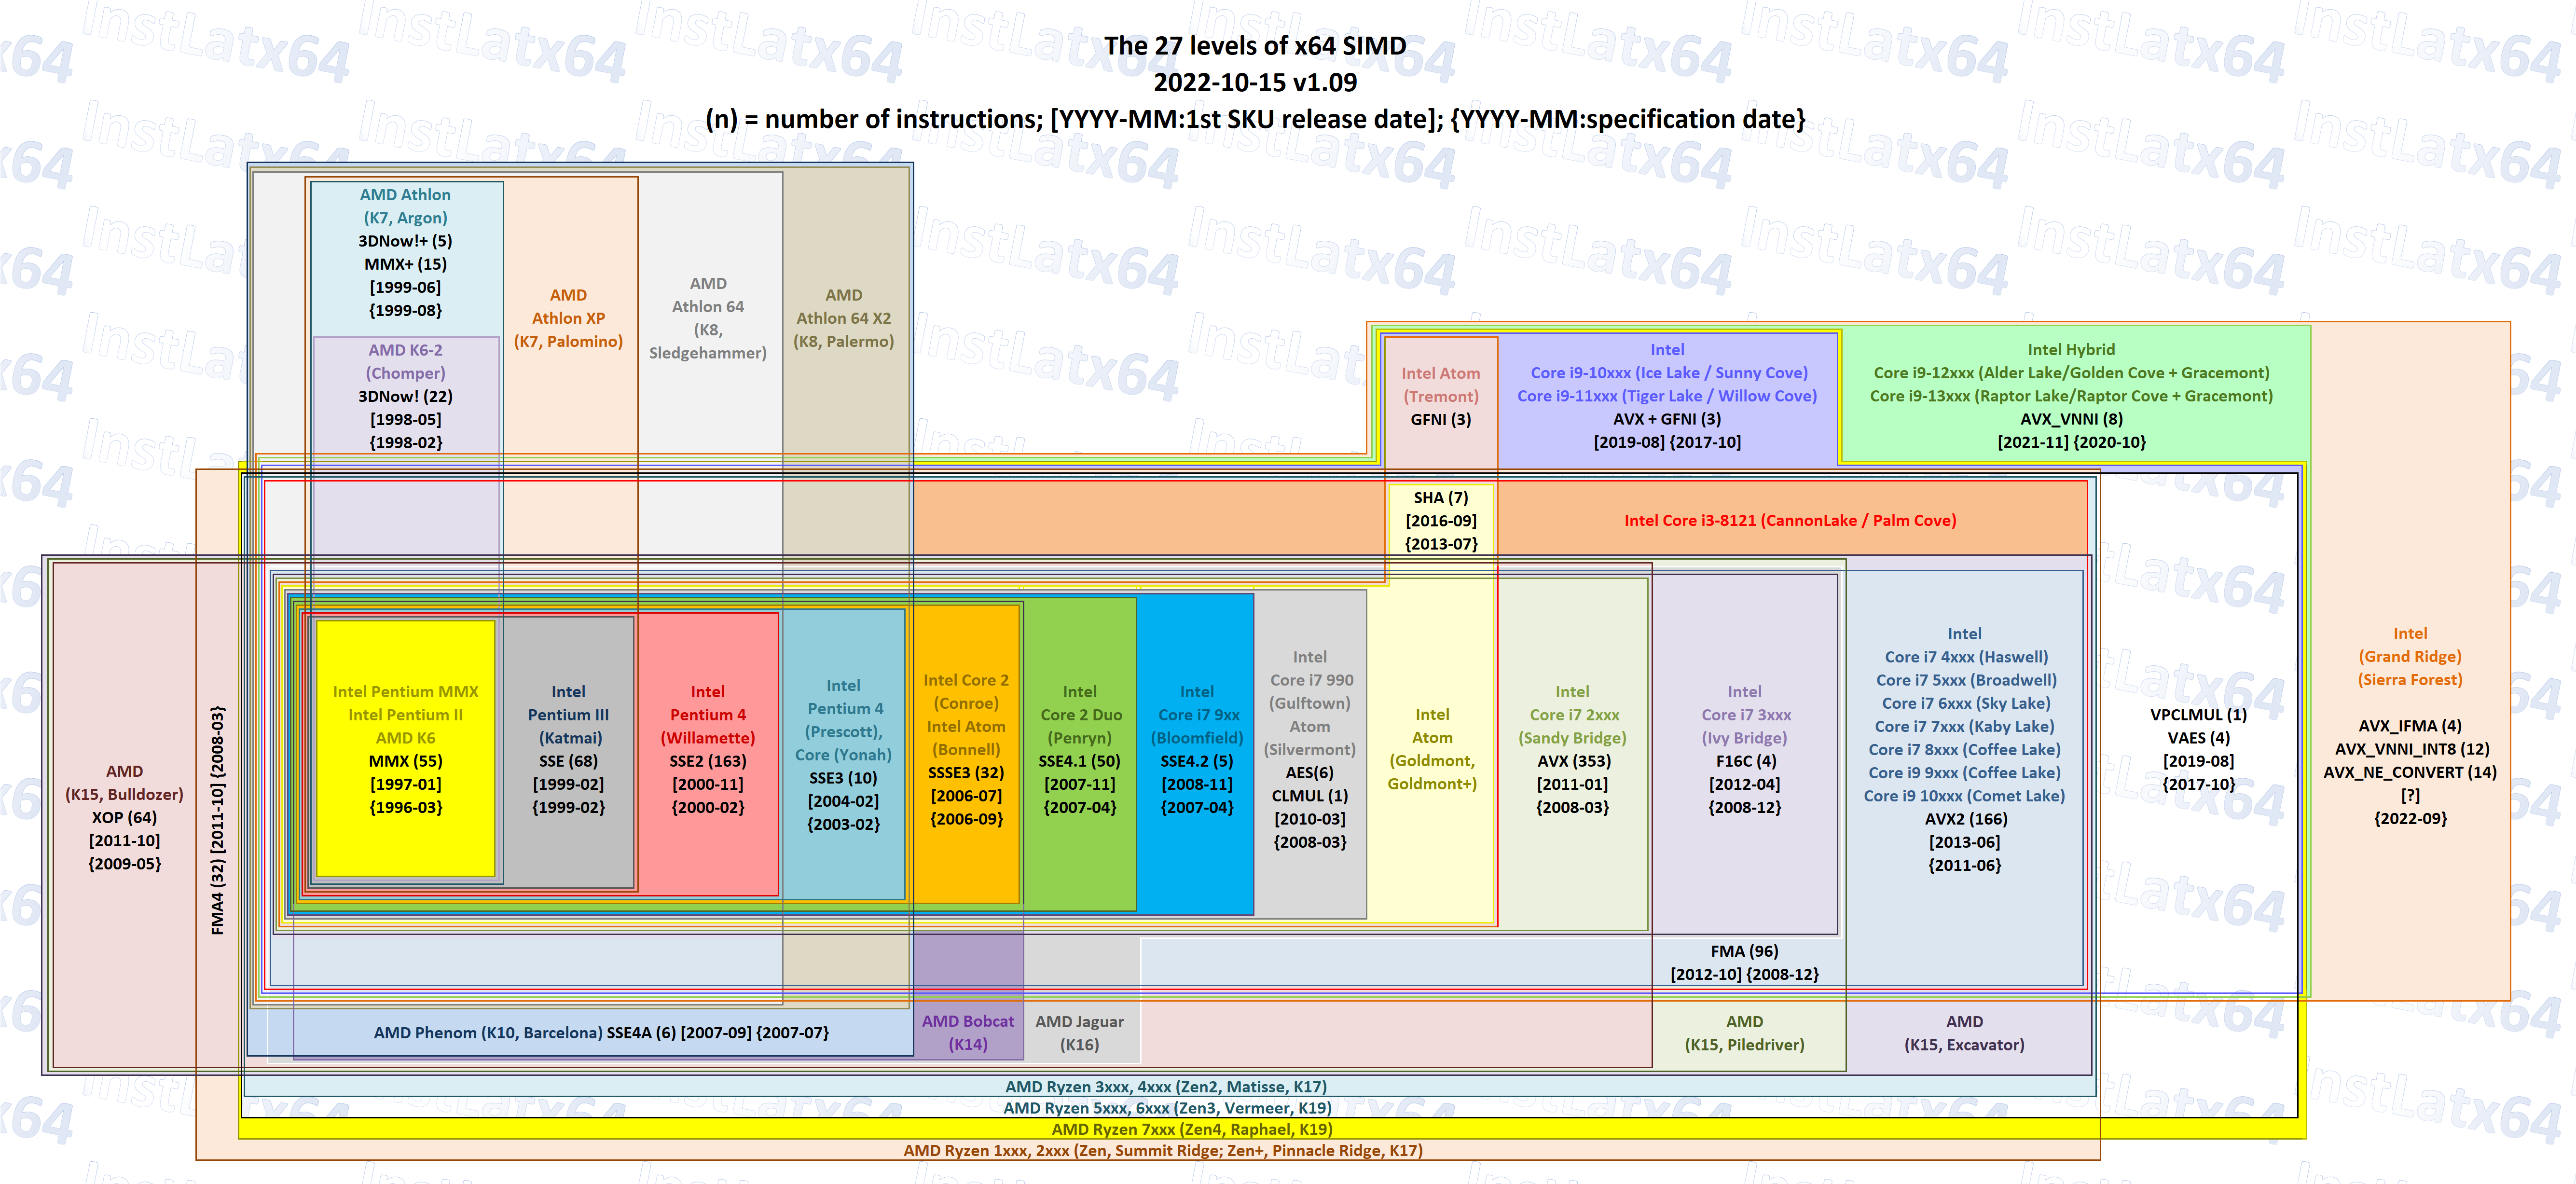 The 27 levels of x64 SIMD
2022-10-15 v1.09
(n) = number of instructions; [YYYY-MM:1st SKU release date]; {YYYY-MM:specification date}
AMD Athlon
(K7, Argon)
3DNow!+ (5)
MMX+ (15)
[1999-06]
{1999-08}
AMD K6-2
(Chomper)
3DNow! (22)
[1998-05]
{1998-02}
AMD
Athlon XP
(K7, Palomino)
AMD
Athlon 64
(K8,
Sledgehammer)
AMD
Athlon 64 X2
(K8, Palermo)
Intel Atom
(Tremont)
GFNI (3)
Intel
Core i9-10xxx (Ice Lake / Sunny Cove)
Core i9-11xxx (Tiger Lake / Willow Cove)
AVX + GFNI (3)
[2019-08] {2017-10}
Intel Hybrid
Core i9-12xxx (Alder Lake/Golden Cove + Gracemont)
Core i9-13xxx (Raptor Lake/Raptor Cove + Gracemont)
AVX_VNNI (8)
[2021-11] {2020-10}
SHA (7)
[2016-09]
{2013-07}
Intel Core i3-8121 (CannonLake / Palm Cove)
AMD
(K15, Bulldozer)
XOP (64)
[2011-10]
{2009-05}
FMA4 (32) [2011-10] {2008-03}
Intel Pentium MMX
Intel Pentium II
AMD K6
MMX (55)
[1997-01]
{1996-03}
Intel
Pentium III
(Katmai)
SSE (68)
[1999-02]
{1999-02}
Intel
Pentium 4
(Willamette)
SSE2 (163)
[2000-11]
{2000-02}
Intel
Pentium 4
(Prescott),
Core (Yonah)
SSE3 (10)
[2004-02]
{2003-02}
Intel Core 2
(Conroe)
Intel Atom
(Bonnell)
SSSE3 (32)
[2006-07]
{2006-09}
Intel
Core 2 Duo
(Penryn)
SSE4.1 (50)
[2007-11]
{2007-04}
Intel
Core i7 9xx
(Bloomfield)
SSE4.2 (5)
[2008-11]
{2007-04}
Intel
Core i7 990
(Gulftown)
Atom
(Silvermont)
AES(6)
CLMUL (1)
[2010-03]
{2008-03}
Intel
Atom
(Goldmont,
Goldmont+)
Intel
Core i7 2xxx
(Sandy Bridge)
AVX (353)
[2011-01]
{2008-03}
Intel
Core i7 3xxx
(Ivy Bridge)
F16C (4)
[2012-04]
{2008-12}
Intel
Core i7 4xxx (Haswell)
Core i7 5xxx (Broadwell)
Core i7 6xxx (Sky Lake)
Core i7 7xxx (Kaby Lake)
Core i7 8xxx (Coffee Lake)
Core i9 9xxx (Coffee Lake)
Core i9 10xxx (Comet Lake)
AVX2 (166)
[2013-06]
{2011-06}
VPCLMUL (1)
VAES (4)
[2019-08]
{2017-10}
Intel
(Grand Ridge)
(Sierra Forest)
AVX_IFMA (4)
AVX_VNNI_INT8 (12)
AVX_NE_CONVERT (14)
[?]
{2022-09}
FMA (96)
[2012-10] {2008-12}
AMD Phenom (K10, Barcelona) SSE4A (6) [2007-09] {2007-07}
AMD Bobcat
(K14)
AMD Jaguar
(K16)
AMD
(K15, Piledriver)
AMD
(K15, Excavator)
AMD Ryzen 3xxx, 4xxx (Zen2, Matisse, K17)
AMD Ryzen 5xxx, 6xxx (Zen3, Vermeer, K19)
AMD Ryzen 7xxx (Zen4, Raphael, K19)
AMD Ryzen 1xxx, 2xxx (Zen, Summit Ridge; Zen+, Pinnacle Ridge, K17)
InstLatx64